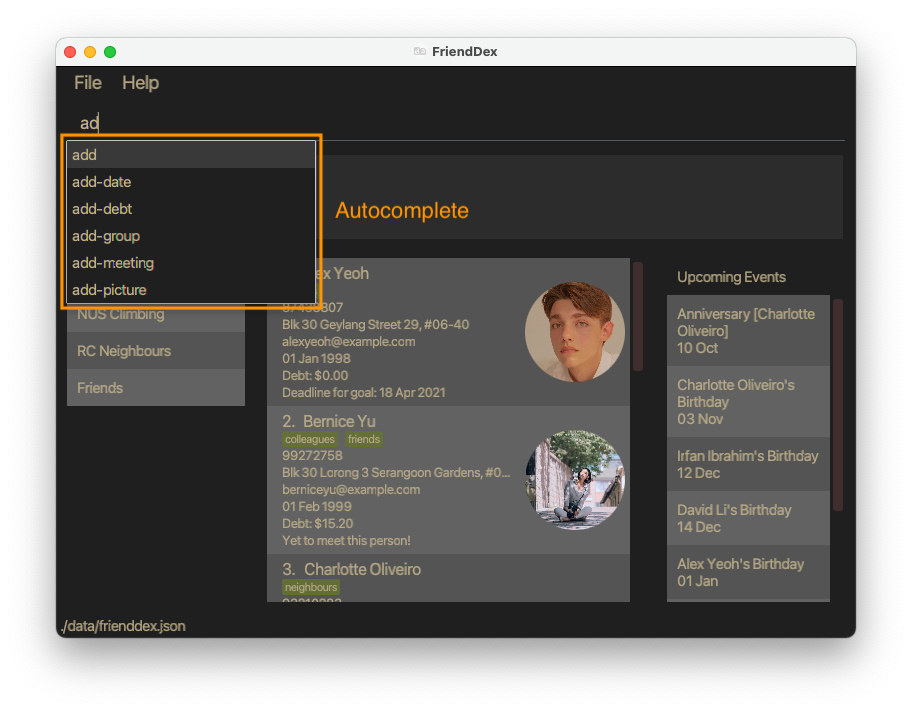 FriendDex
File Help
ad
add
add-date
add-debt
add-group
add-meeting
add-picture
Autocomplete
NUS Climbing
RC Neighbours
Friends
ex Yeoh
Blk 30 Geylang Street 29, #06-40
alexyeoh@example.com
01 Jan 1998
Debt: $0.00
Deadline for goal: 18 Apr 2021
2. Bernice Yu
colleagues friends
99272758
Blk 30 Lorong 3 Serangoon Gardens, #0...
berniceyu@example.com
01 Feb 1999
Debt: $15.20
Yet to meet this person!
3. Charlotte Oliveiro
neighbours
Upcoming Events
Anniversary [Charlotte
Oliveiro]
10 Oct
Charlotte Oliveiro's
Birthday
03 Nov
Irfan Ibrahim's Birthday
12 Dec
David Li's Birthday
14 Dec
Alex Yeoh's Birthday
01 Jan
./data/frienddex.json